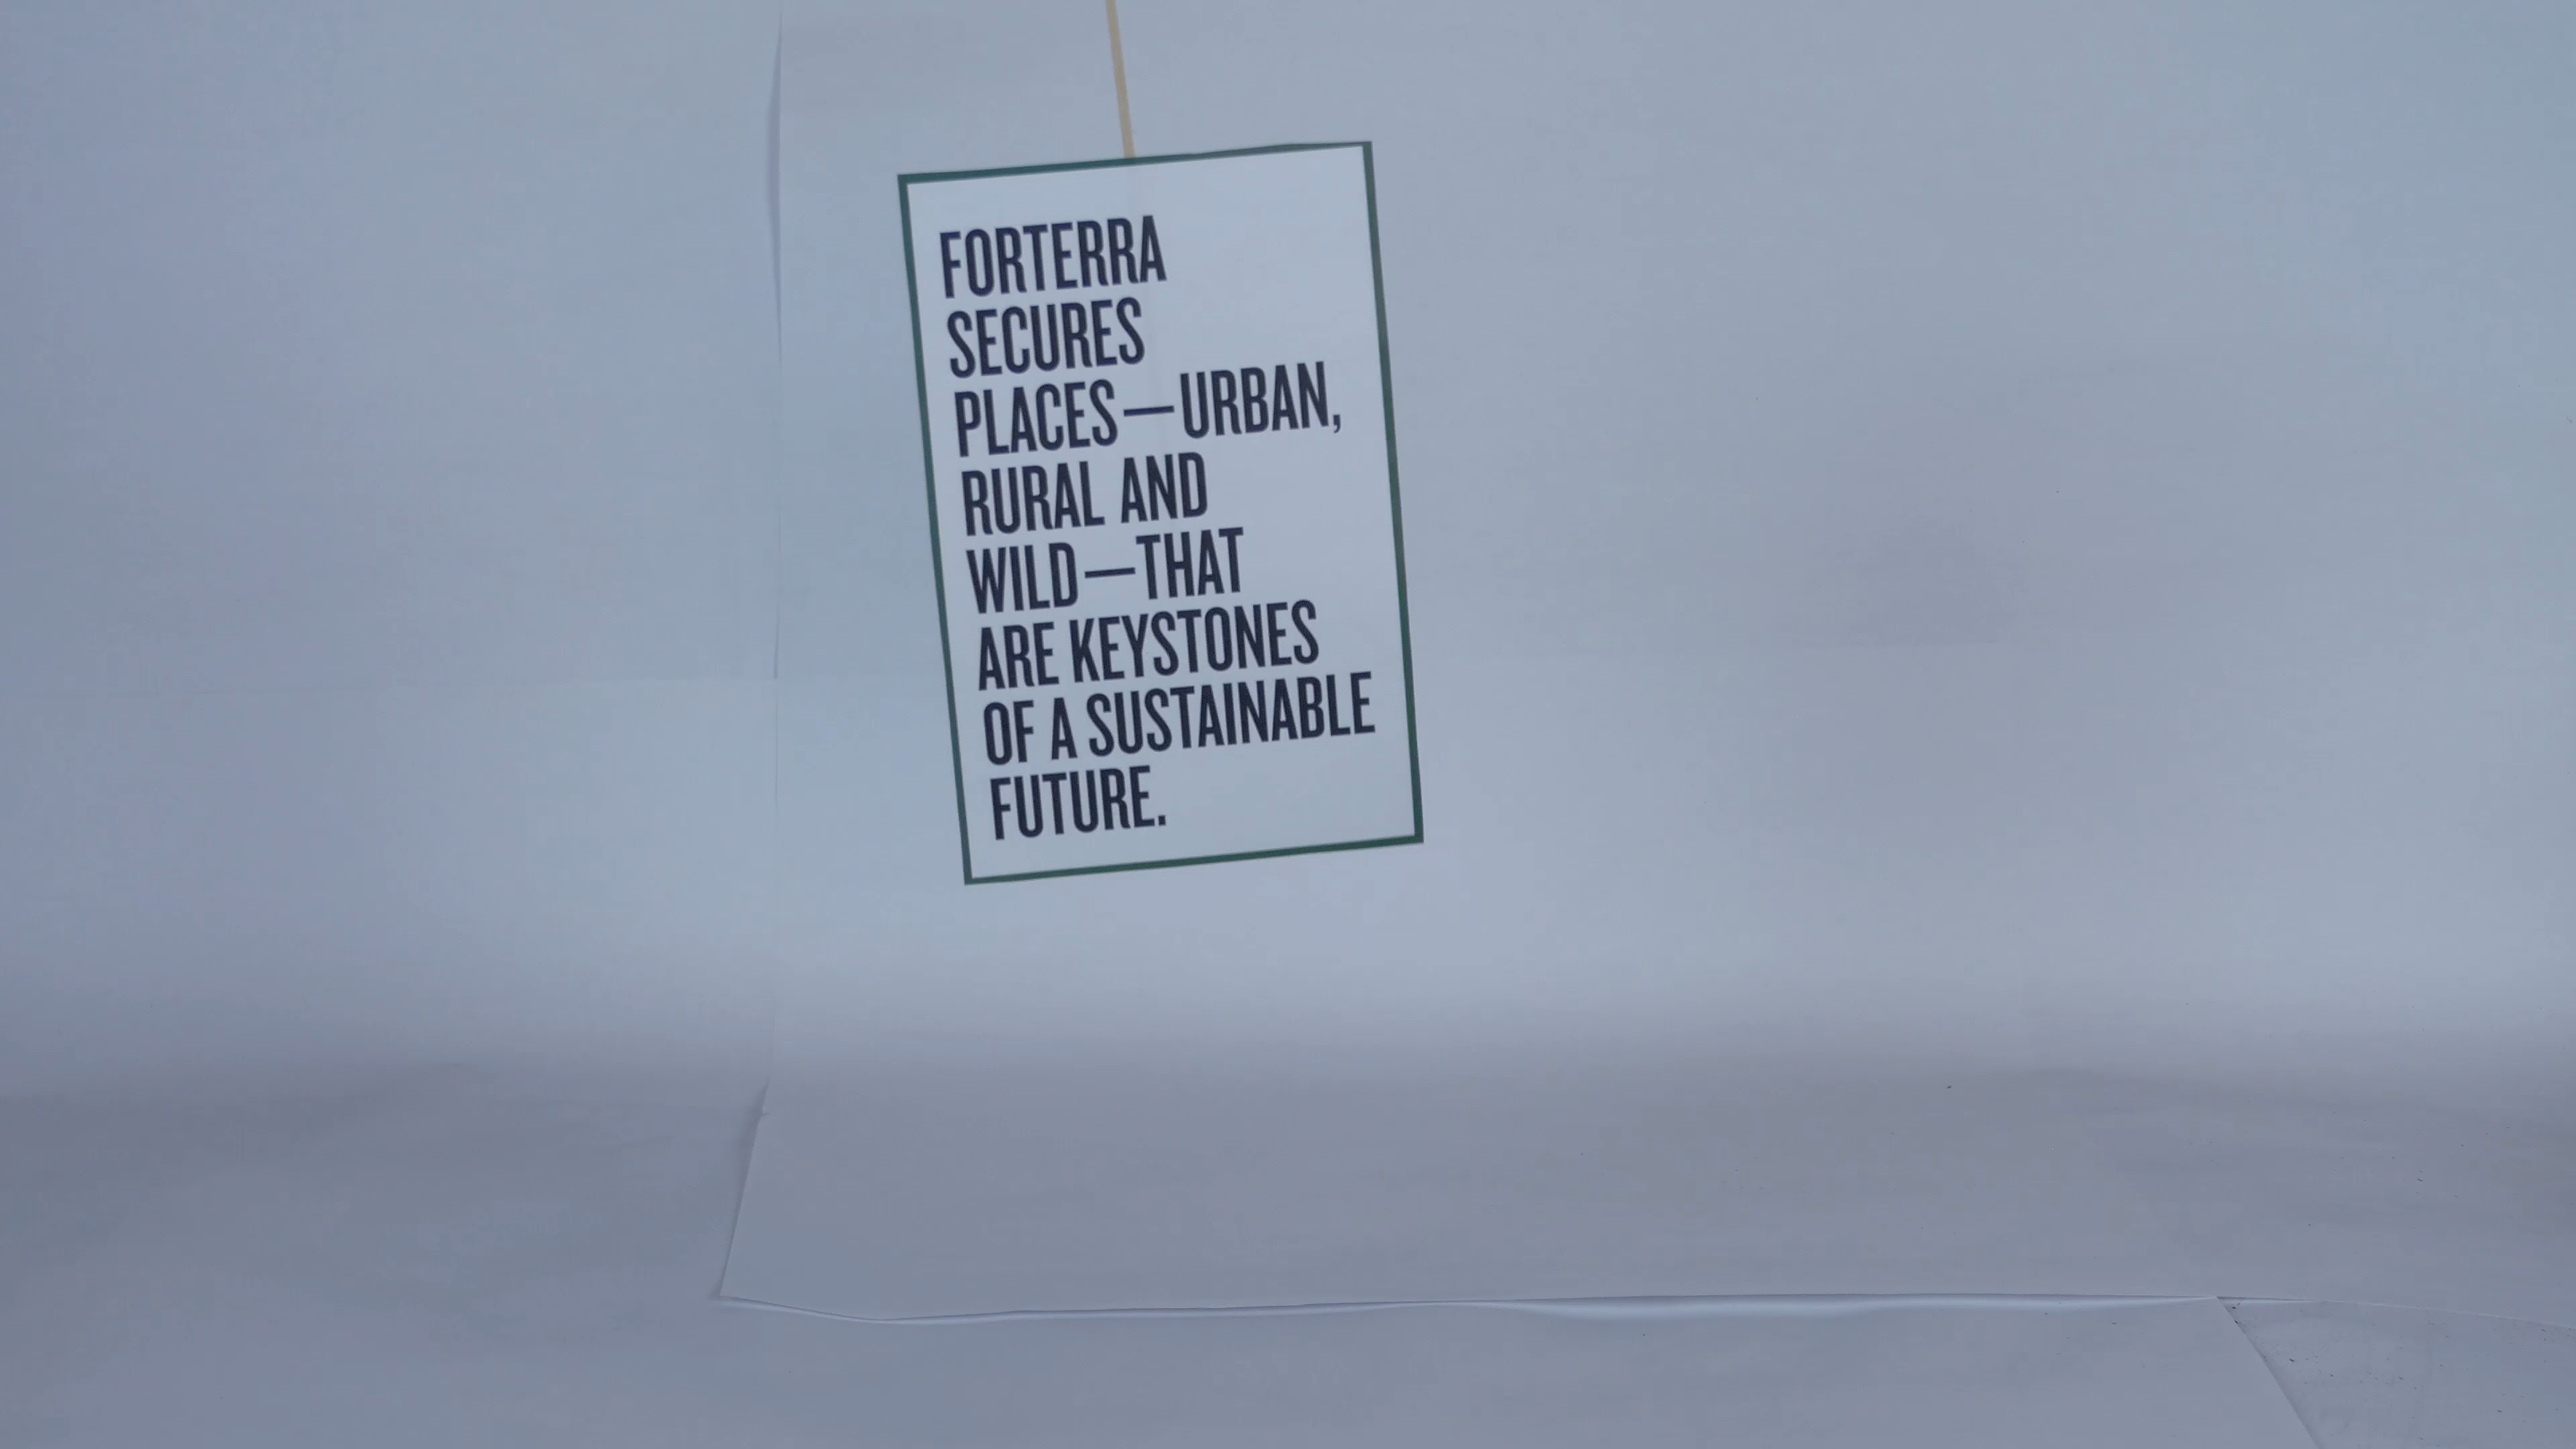 FORTERRA
SECURES
PLACES—URBAN,
RURAL AND
WILD—THAT
ARE KEYSTONES
OF A SUSTAINABLE
FUTURE.